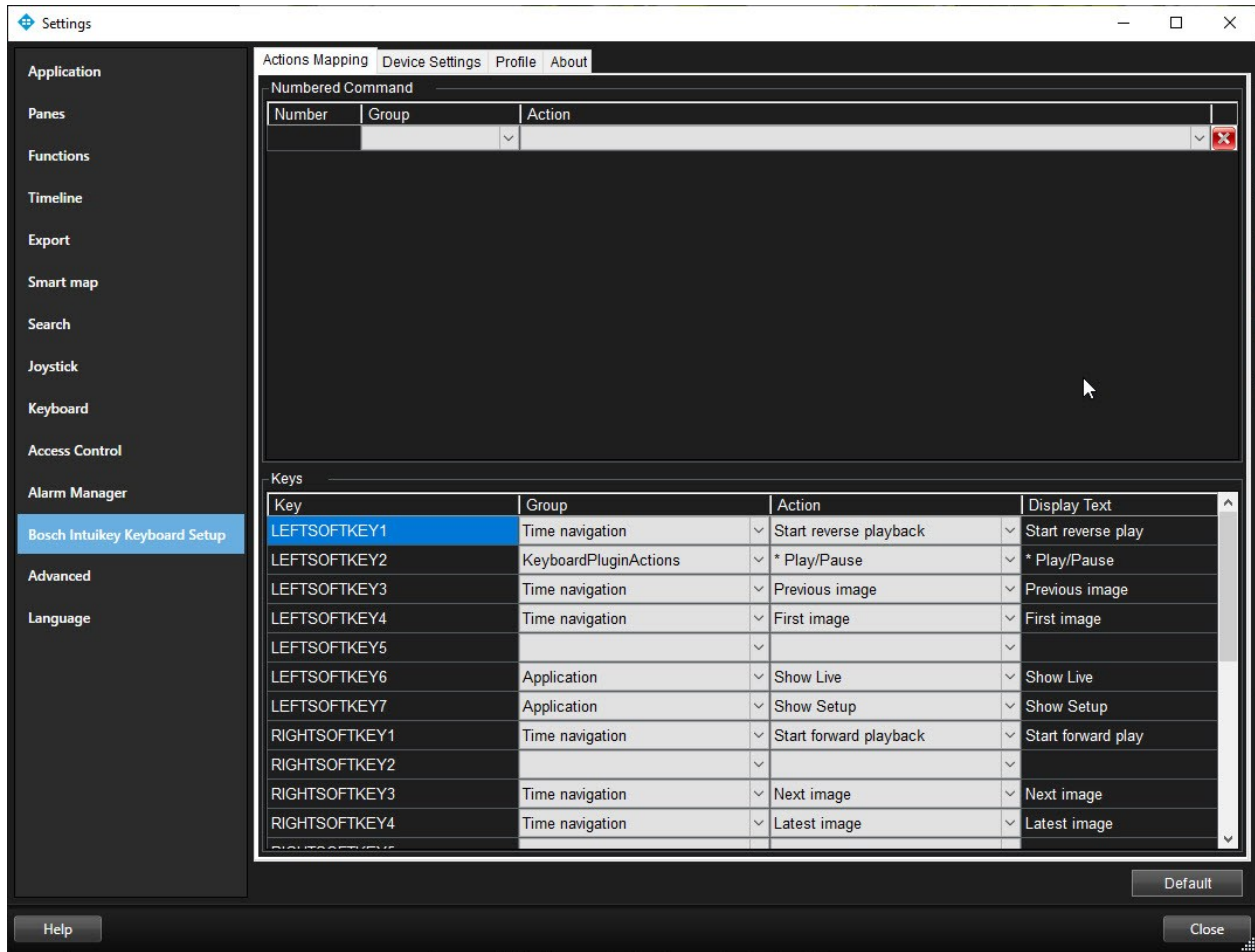 Settings
Application
Panes
Functions
Timeline
Export
Smart map
Search
Joystick
Keyboard
Access Control
Alarm Manager
Bosch Intuikey Keyboard Setup
Advanced
Language
Actions Mapping Device Settings Profile About
Numbered Command
Number Group Action
Keys
Key Group Action Display Text
LEFTSOFTKEY1 Time navigation Start reverse playback Start reverse play
LEFTSOFTKEY2 KeyboardPluginActions * Play/Pause * Play/Pause
LEFTSOFTKEY3 Time navigation Previous image Previous image
LEFTSOFTKEY4 Time navigation First image First image
LEFTSOFTKEY5
LEFTSOFTKEY6 Application Show Live Show Live
LEFTSOFTKEY7 Application Show Setup Show Setup
RIGHTSOFTKEY1 Time navigation Start forward playback Start forward play
RIGHTSOFTKEY2
RIGHTSOFTKEY3 Time navigation Next image Next image
RIGHTSOFTKEY4 Time navigation Latest image Latest image
Default
Help Close